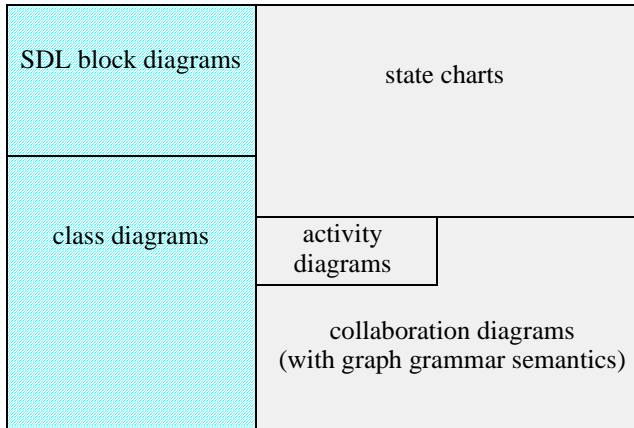 SDL block diagrams
state charts
class diagrams
activity
diagrams
collaboration diagrams
(with graph grammar semantics)